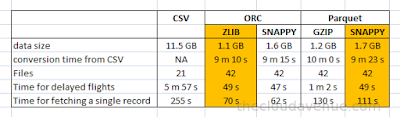 CSV ORC Parquet
ZLIB SNAPPY GZIP SNAPPY
data size 11.5 GB 1.1 GB 1.6 GB 1.2 GB 1.7 GB
conversion time from CSV NA 9 m 10 s 9 m 15 s 10 m 0 s 9 m 23 s
Files 21 42 42 42 42
Time for delayed flights 5 m 57 s 49 s 47 s 1 m 2 s 49 s
Time for fetching a single record 255 s 70 s 62 s 130 s 111 s
thecloudavenue.com